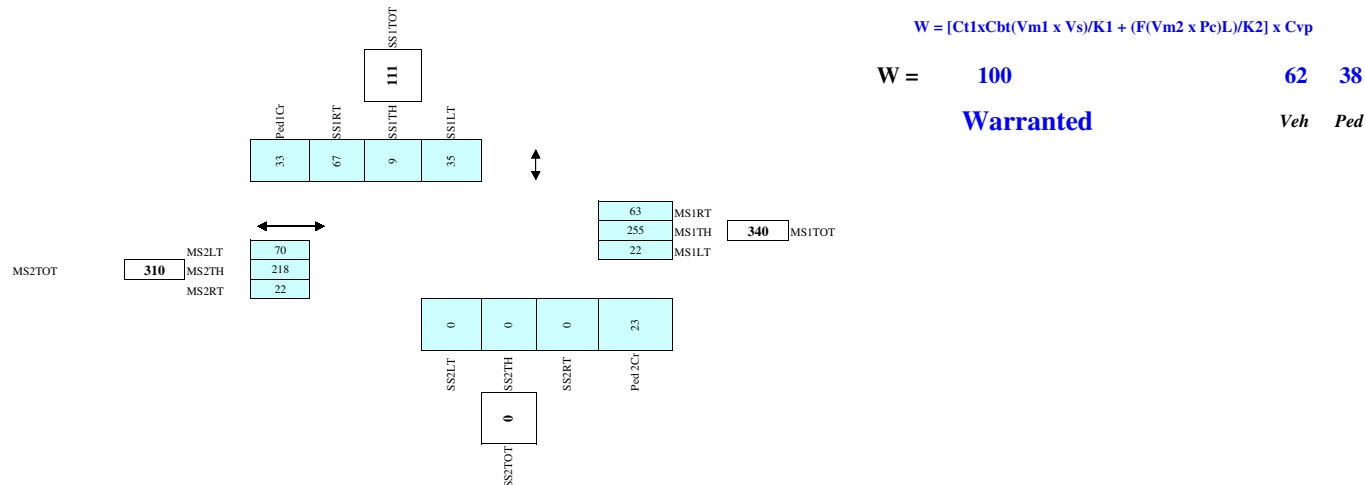 W = [Ct1xCbt(Vm1 x Vs)/K1 + (F(Vm2 x Pc)L)/K2] x Cvp
W = 100 62 38
Warranted Veh Ped
SS1TOT
111
Ped1Cr SS1RT SS1TH SS1LT
33 67 9 35
63 MS1RT
255 MS1TH 340 MS1TOT
22 MS1LT
MS2LT 70
MS2TOT 310 MS2TH 218
MS2RT 22
0 0 0 23
SS2LT SS2TH SS2RT Ped 2Cr
0
SS2TOT